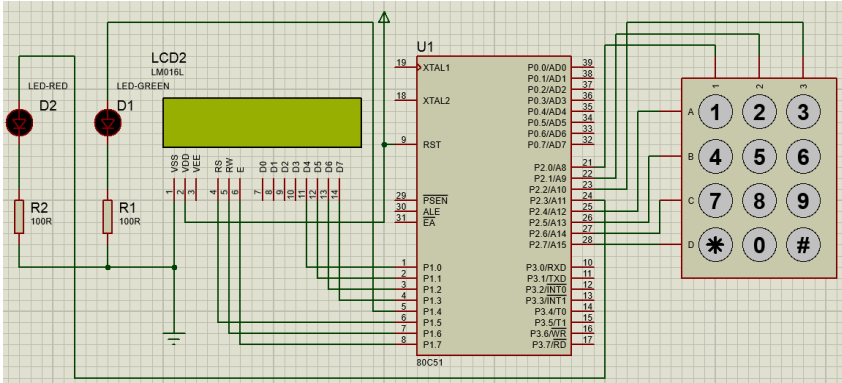 LED-RED
D2
R2
100R
LED-GREEN
D1
R1
100R
LCD2
LM016L
VSS
VDD
VEE
RS
RW
E
D0
D1
D2
D3
D4
D5
D6
D7
1
2
3
4
5
6
7
8
9
10
11
12
13
14
U1
19 XTAL1
18 XTAL2
9 RST
29 PSEN
30 ALE
31 EA
1 P1.0
2 P1.1
3 P1.2
4 P1.3
5 P1.4
6 P1.5
7 P1.6
8 P1.7
P0.0/AD0 39
P0.1/AD1 38
P0.2/AD2 37
P0.3/AD3 36
P0.4/AD4 35
P0.5/AD5 34
P0.6/AD6 33
P0.7/AD7 32
P2.0/A8 21
P2.1/A9 22
P2.2/A10 23
P2.3/A11 24
P2.4/A12 25
P2.5/A13 26
P2.6/A14 27
P2.7/A15 28
P3.0/RXD 10
P3.1/TXD 11
P3.2/INT0 12
P3.3/INT1 13
P3.4/T0 14
P3.5/T1 15
P3.6/WR 16
P3.7/RD 17
80C51
1 2 3
A 1 2 3
B 4 5 6
C 7 8 9
D * 0 #